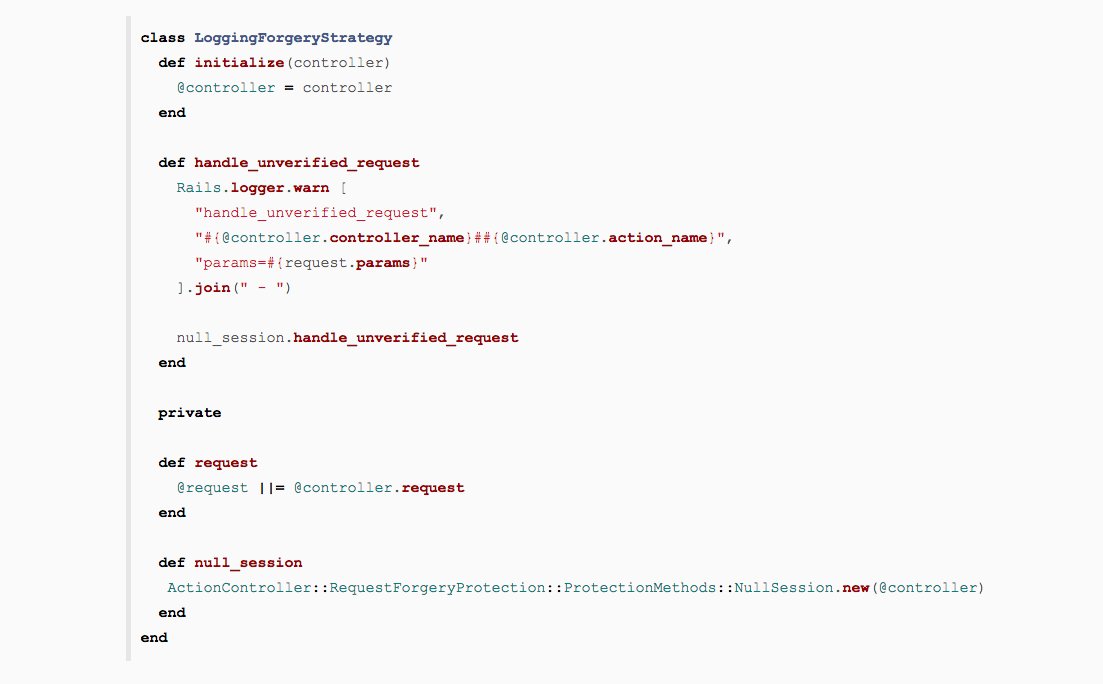 class LoggingForgeryStrategy
  def initialize(controller)
    @controller = controller
  end

  def handle_unverified_request
    Rails.logger.warn [
      "handle_unverified_request",
      "#{@controller.controller_name}##{@controller.action_name}",
      "params=#{request.params}"
    ].join(" - ")

    null_session.handle_unverified_request
  end

  private

  def request
    @request ||= @controller.request
  end

  def null_session
   ActionController::RequestForgeryProtection::ProtectionMethods::NullSession.new(@controller)
  end
end